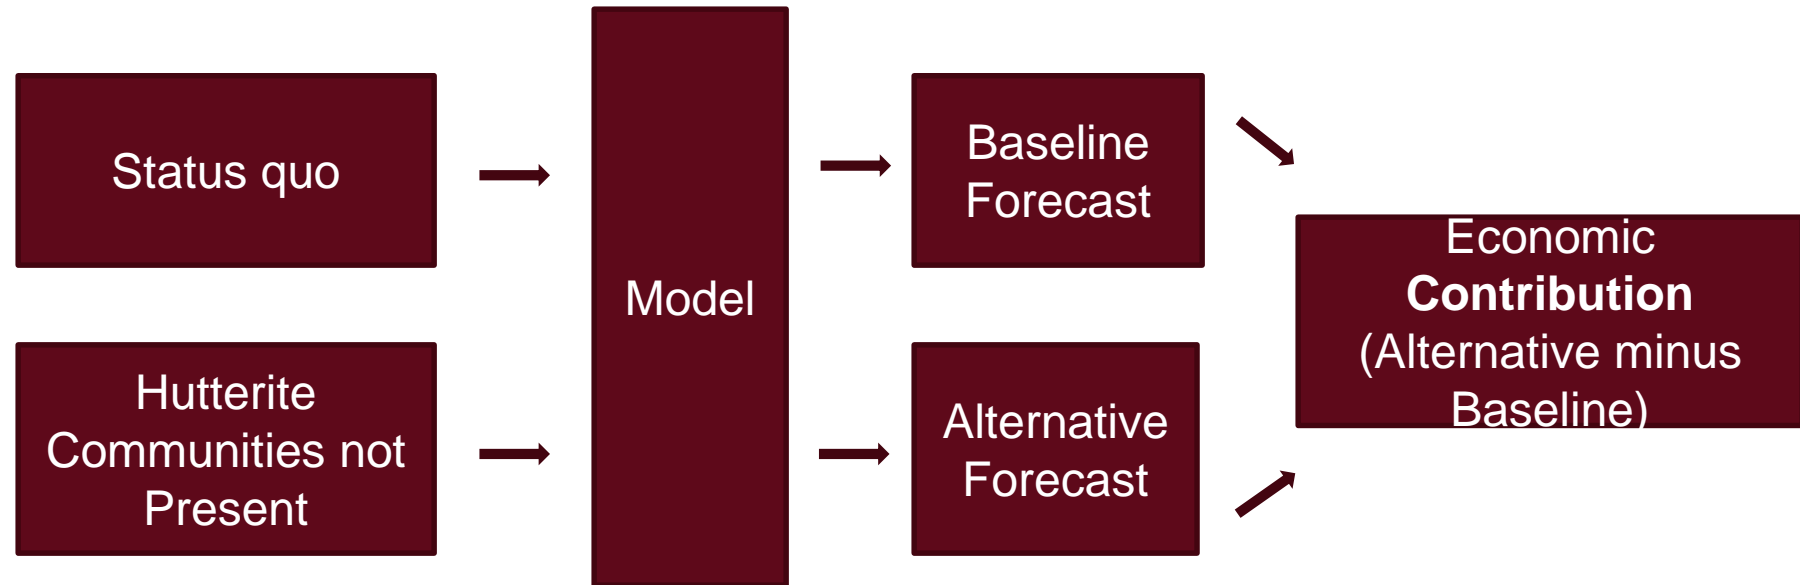 Status quo
Hutterite
Communities not
Present
Model
Baseline
Forecast
Alternative
Forecast
Economic
Contribution
(Alternative minus
Baseline)